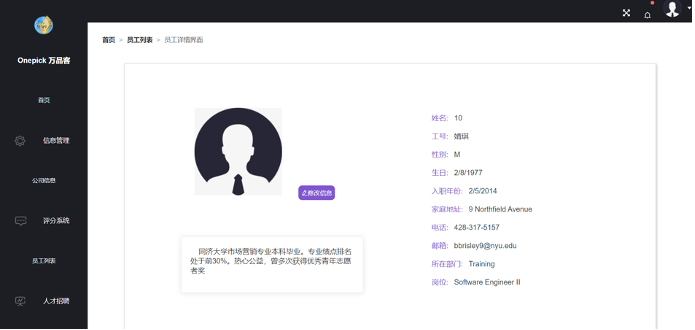 Onepick 万品客
首页
信息管理
公司信息
评分系统
员工列表
人才招聘
首页 > 员工列表 > 员工详情界面
修改信息
同济大学市场营销专业本科毕业。专业绩点排名
处于前30%。热心公益，曾多次获得优秀青年志愿
者奖
姓名: 10
工号: 婧琪
性别: M
生日: 2/8/1977
入职年份: 2/5/2014
家庭地址: 9 Northfield Avenue
电话: 428-317-5157
邮箱: bbrisley9@nyu.edu
所在部门: Training
岗位: Software Engineer II